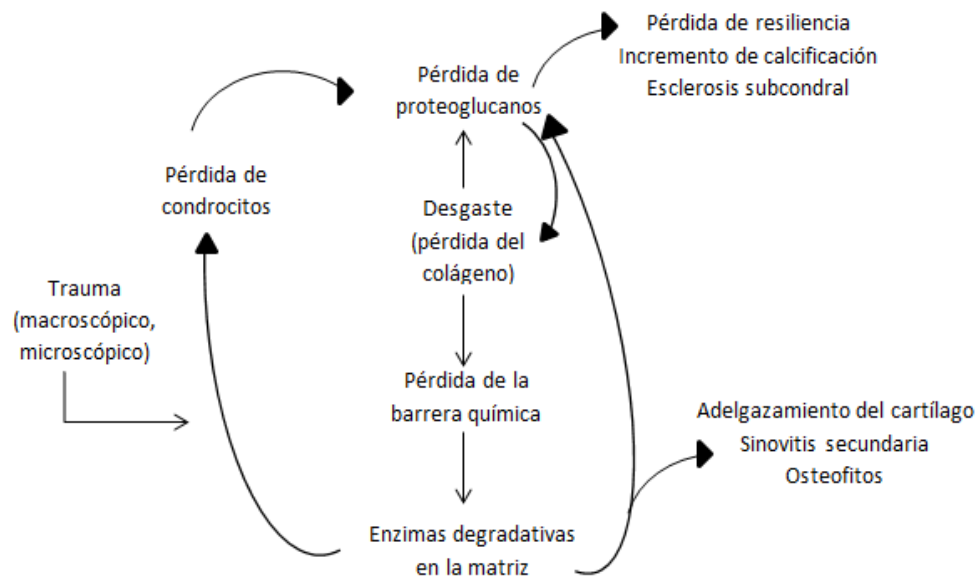 Pérdida de resiliencia
Incremento de calcificación
Esclerosis subcondral
Pérdida de
proteoglucanos
Pérdida de
condrocitos
Desgaste
(pérdida del
colágeno)
Trauma
(macroscópico,
microscópico)
Pérdida de la
barrera química
Adelgazamiento del cartílago
Sinovitis secundaria
Osteofitos
Enzimas degradativas
en la matriz